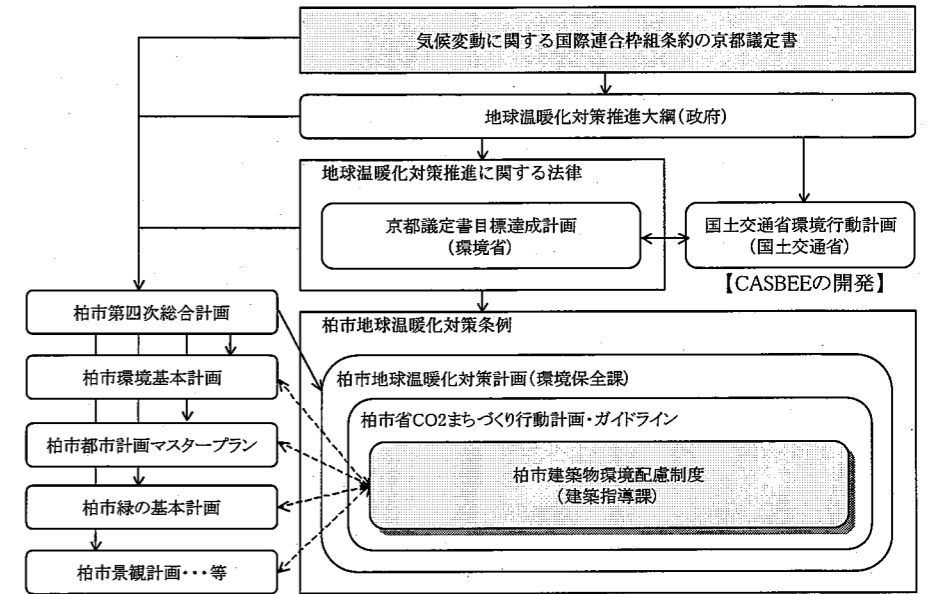 気候変動に関する国際連合枠組条約の京都議定書
地球温暖化対策推進大綱(政府)
地球温暖化対策推進に関する法律
京都議定書目標達成計画
(環境省)
国土交通省環境行動計画
(国土交通省)
【CASBEEの開発】
柏市第四次総合計画
柏市環境基本計画
柏市都市計画マスタープラン
柏市緑の基本計画
柏市景観計画・・・等
柏市地球温暖化対策条例
柏市地球温暖化対策計画(環境保全課)
柏市省CO2まちづくり行動計画・ガイドライン
柏市建築物環境配慮制度
(建築指導課)